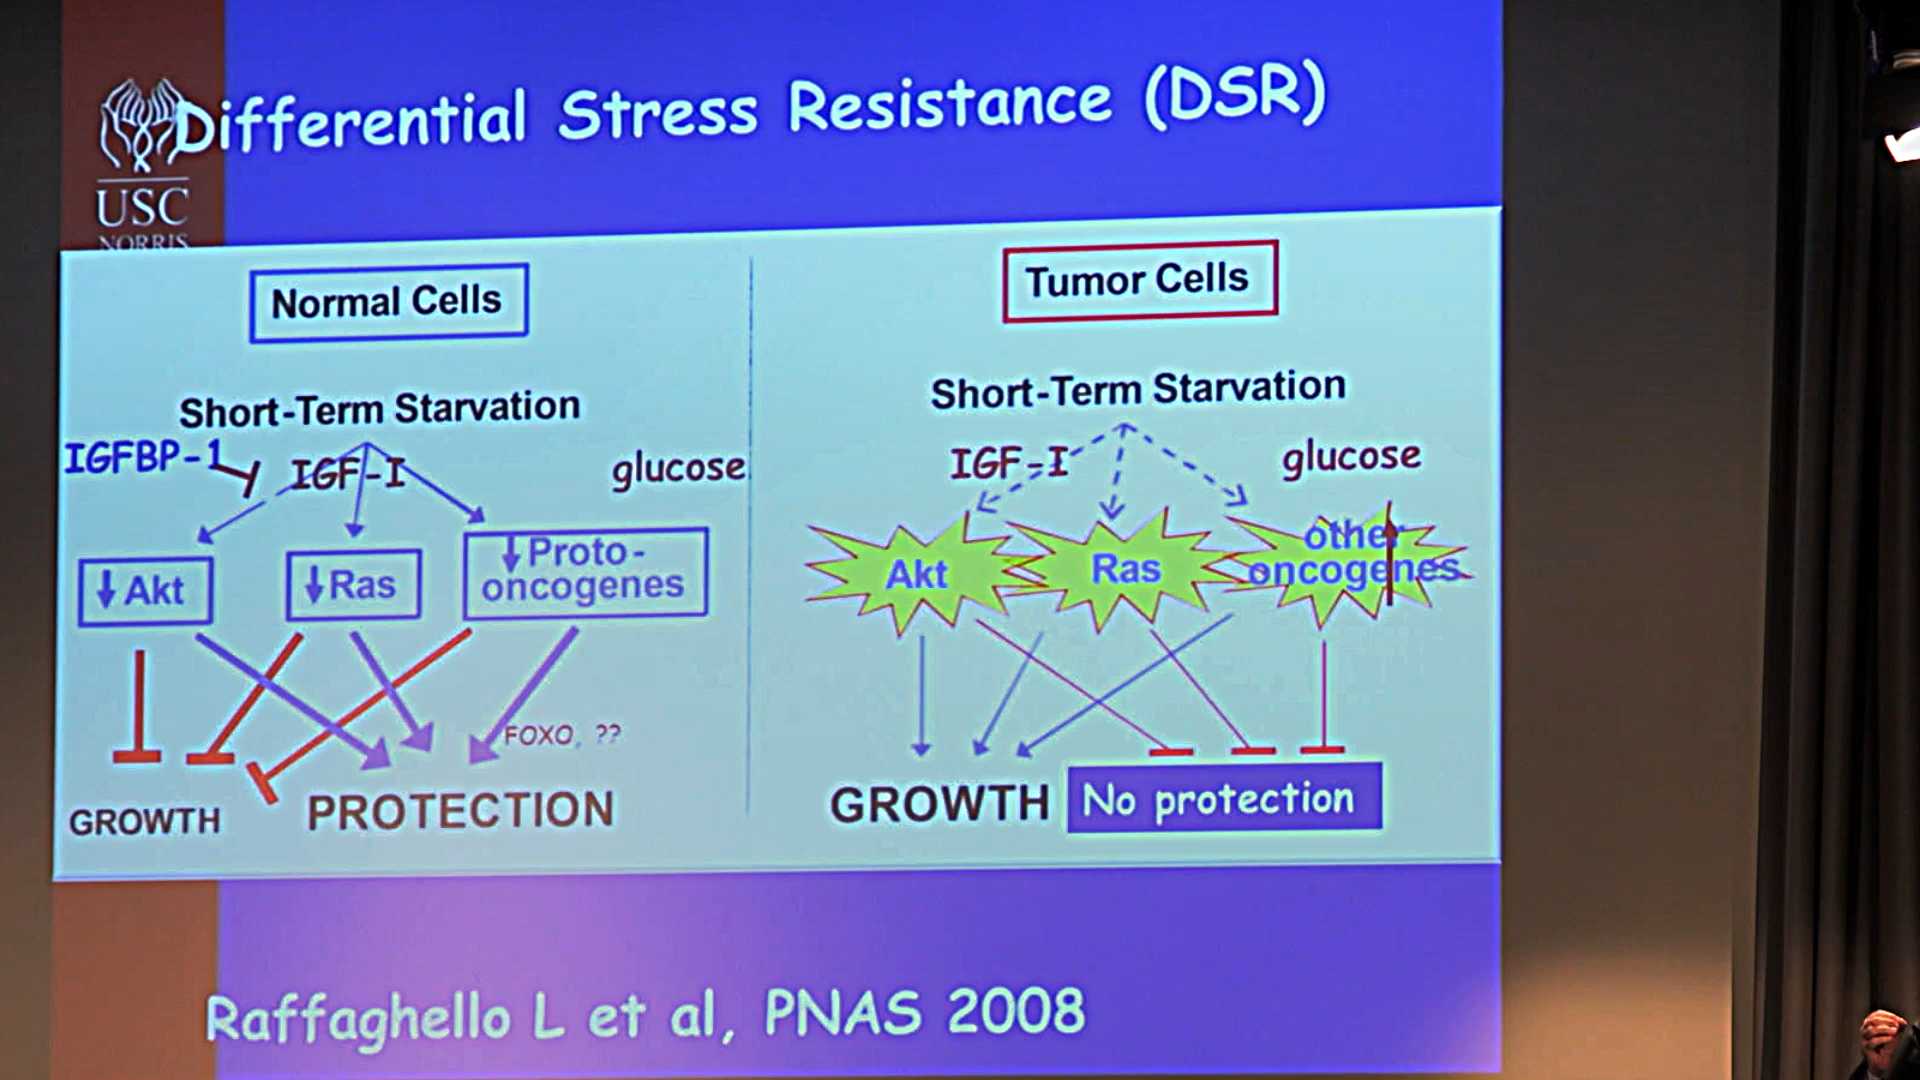 Differential Stress Resistance (DSR)
USC
NORRIS
Normal Cells
Short-Term Starvation
IGFBP-1
IGF-I
glucose
↓Akt
↓Ras
↓Proto-
oncogenes
FOXO, ??
GROWTH
PROTECTION
Tumor Cells
Short-Term Starvation
IGF-I
glucose
Akt
Ras
other
oncogenes
GROWTH
No protection
Raffaghello L et al, PNAS 2008